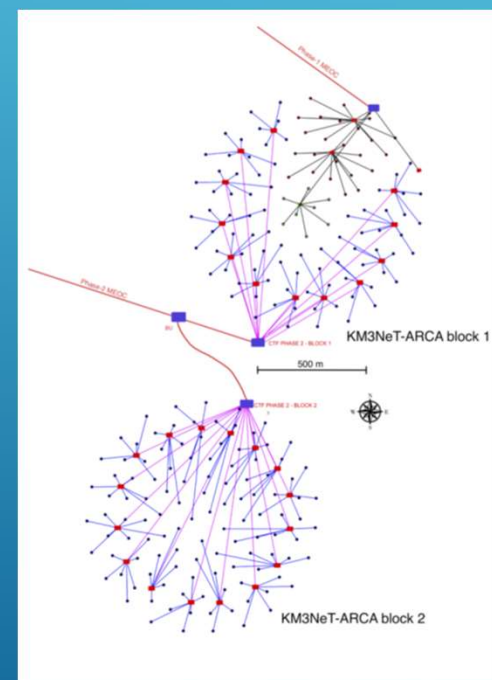 Phase-1 MEOC
Phase-2 MEOC
BU
CTF PHASE 2 - BLOCK 1
KM3NeT-ARCA block 1
500 m
CTF PHASE 2 - BLOCK 2
N
S
KM3NeT-ARCA block 2